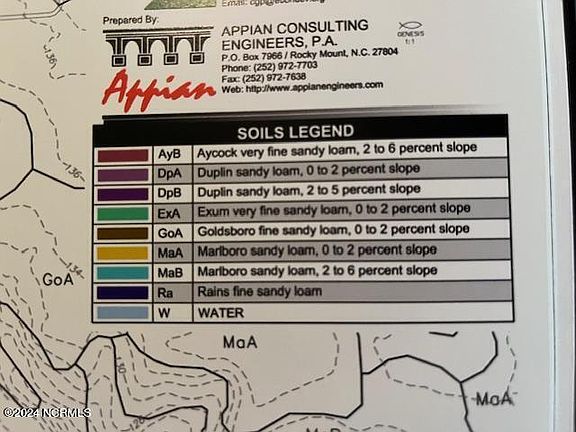 Prepared By:
Appian
APPIAN CONSULTING
ENGINEERS, P.A.
P.O. Box 7966 / Rocky Mount, N.C. 27804
Phone: (252) 972-7703
Fax: (252) 972-7638
Web: http://www.appianengineers.com
GENESIS
1:1
SOILS LEGEND
AyB Aycock very fine sandy loam, 2 to 6 percent slope
DpA Duplin sandy loam, 0 to 2 percent slope
DpB Duplin sandy loam, 2 to 5 percent slope
ExA Exum very fine sandy loam, 0 to 2 percent slope
GoA Goldsboro fine sandy loam, 0 to 2 percent slope
MaA Marlboro sandy loam, 0 to 2 percent slope
MaB Marlboro sandy loam, 2 to 6 percent slope
Ra Rains fine sandy loam
W WATER
136
136
134
GoA
MaA
MaA
©2024 NCRMLS